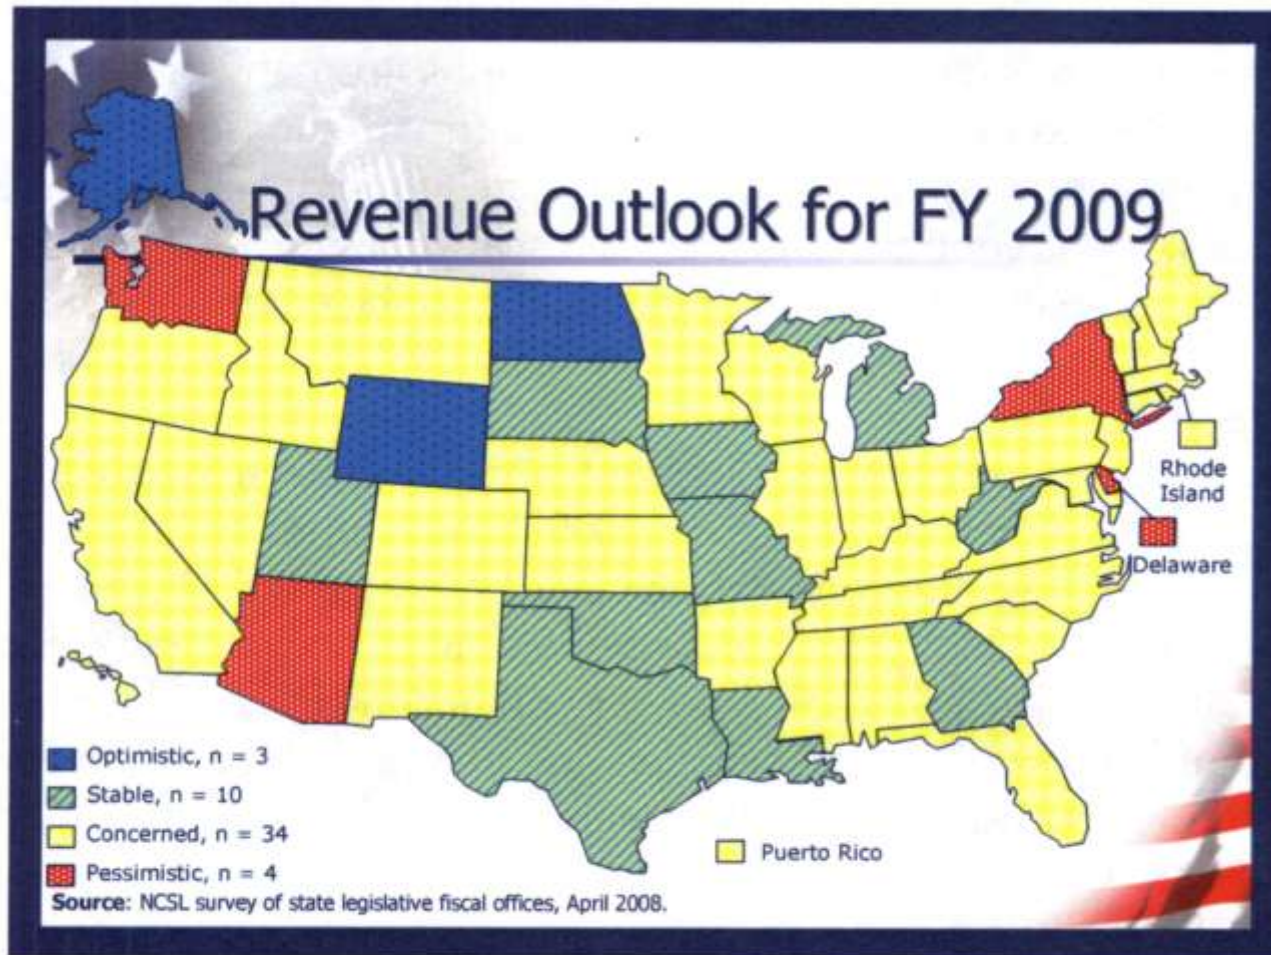 Revenue Outlook for FY 2009
Rhode
Island
Delaware
Optimistic, n = 3
Stable, n = 10
Concerned, n = 34
Pessimistic, n = 4
Puerto Rico
Source: NCSL survey of state legislative fiscal offices, April 2008.